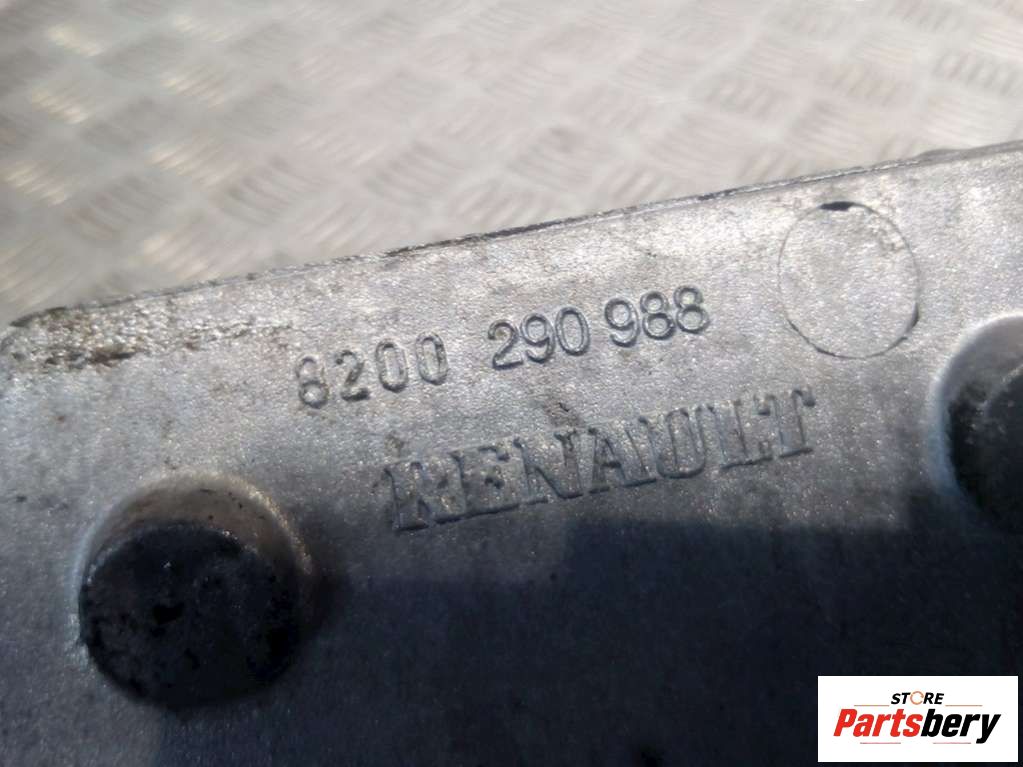 8200 290 988
RENAULT
STORE
Partsbery